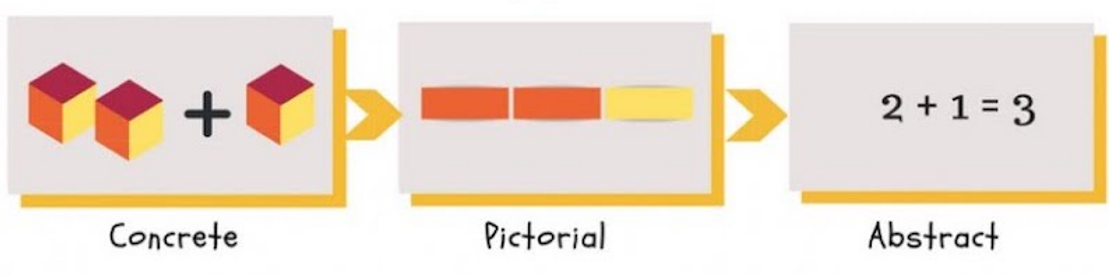 +
2 + 1 = 3
Concrete
Pictorial
Abstract